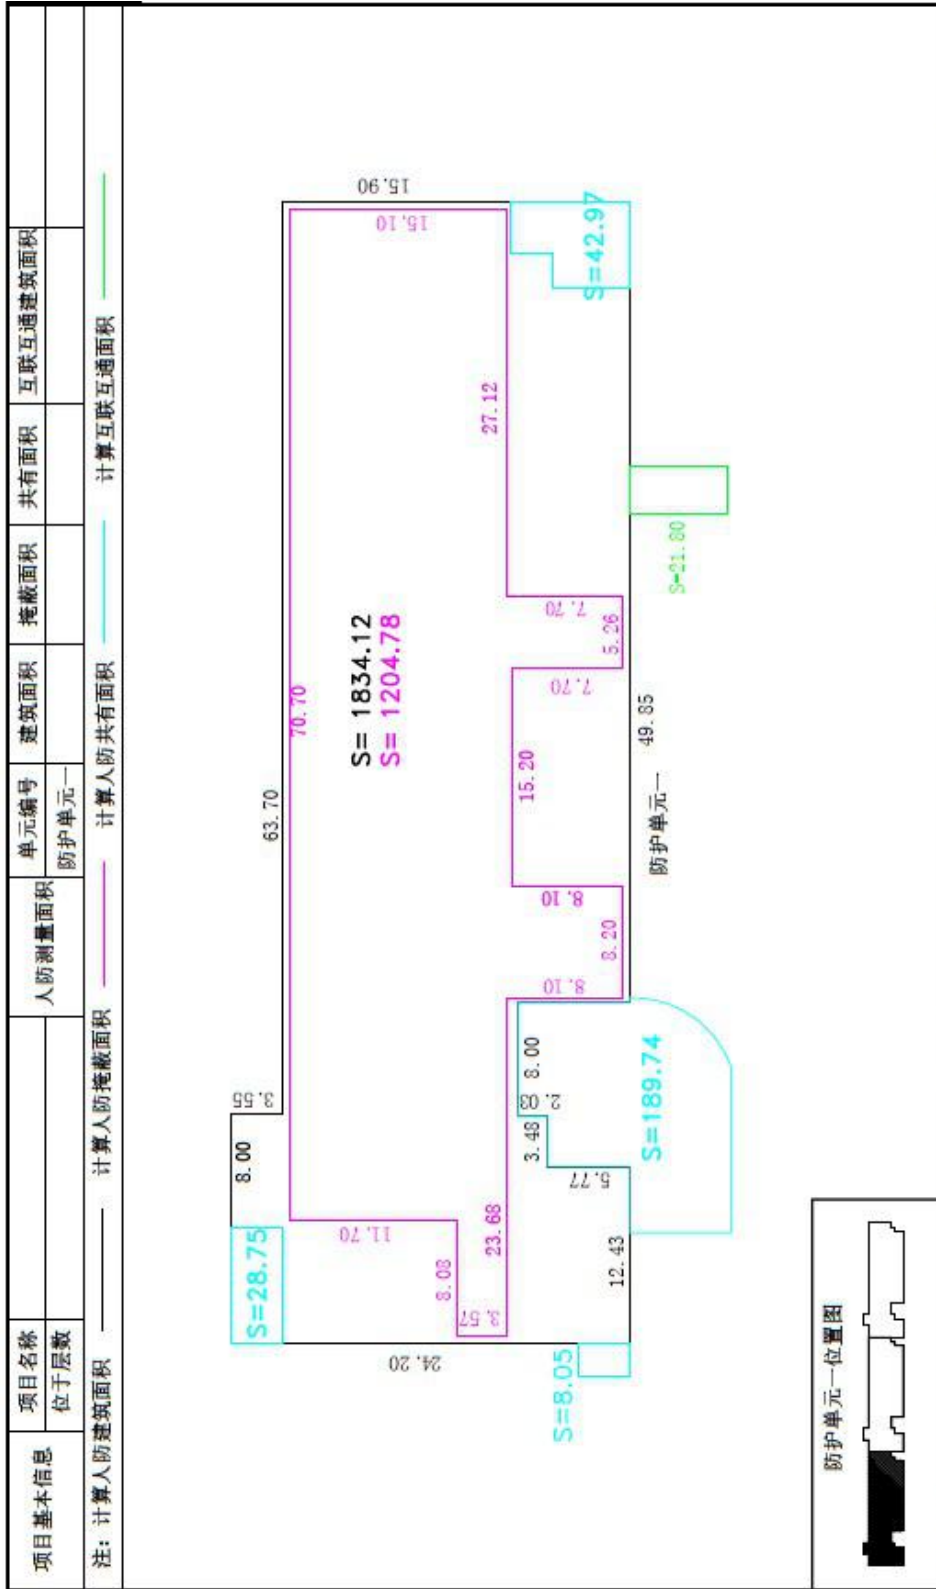 项目基本信息 项目名称 人防测量面积 单元编号 建筑面积 掩蔽面积 共有面积 互联互通建筑面积
位于层数 防护单元一
注: 计算人防建筑面积 计算人防掩蔽面积 计算人防共有面积 计算互联互通面积
S=28.75
8.00
3.55
63.70
15.90
70.70
15.10
11.70
24.20
S= 1834.12
S= 1204.78
8.08
3.57
23.68
8.10
8.10
8.20
15.20
7.70
7.70
5.26
27.12
S=42.97
S=8.05
12.43
5.77
3.48
2.03
8.00
S=189.74
49.85
防护单元一
S=21.80
防护单元一位置图